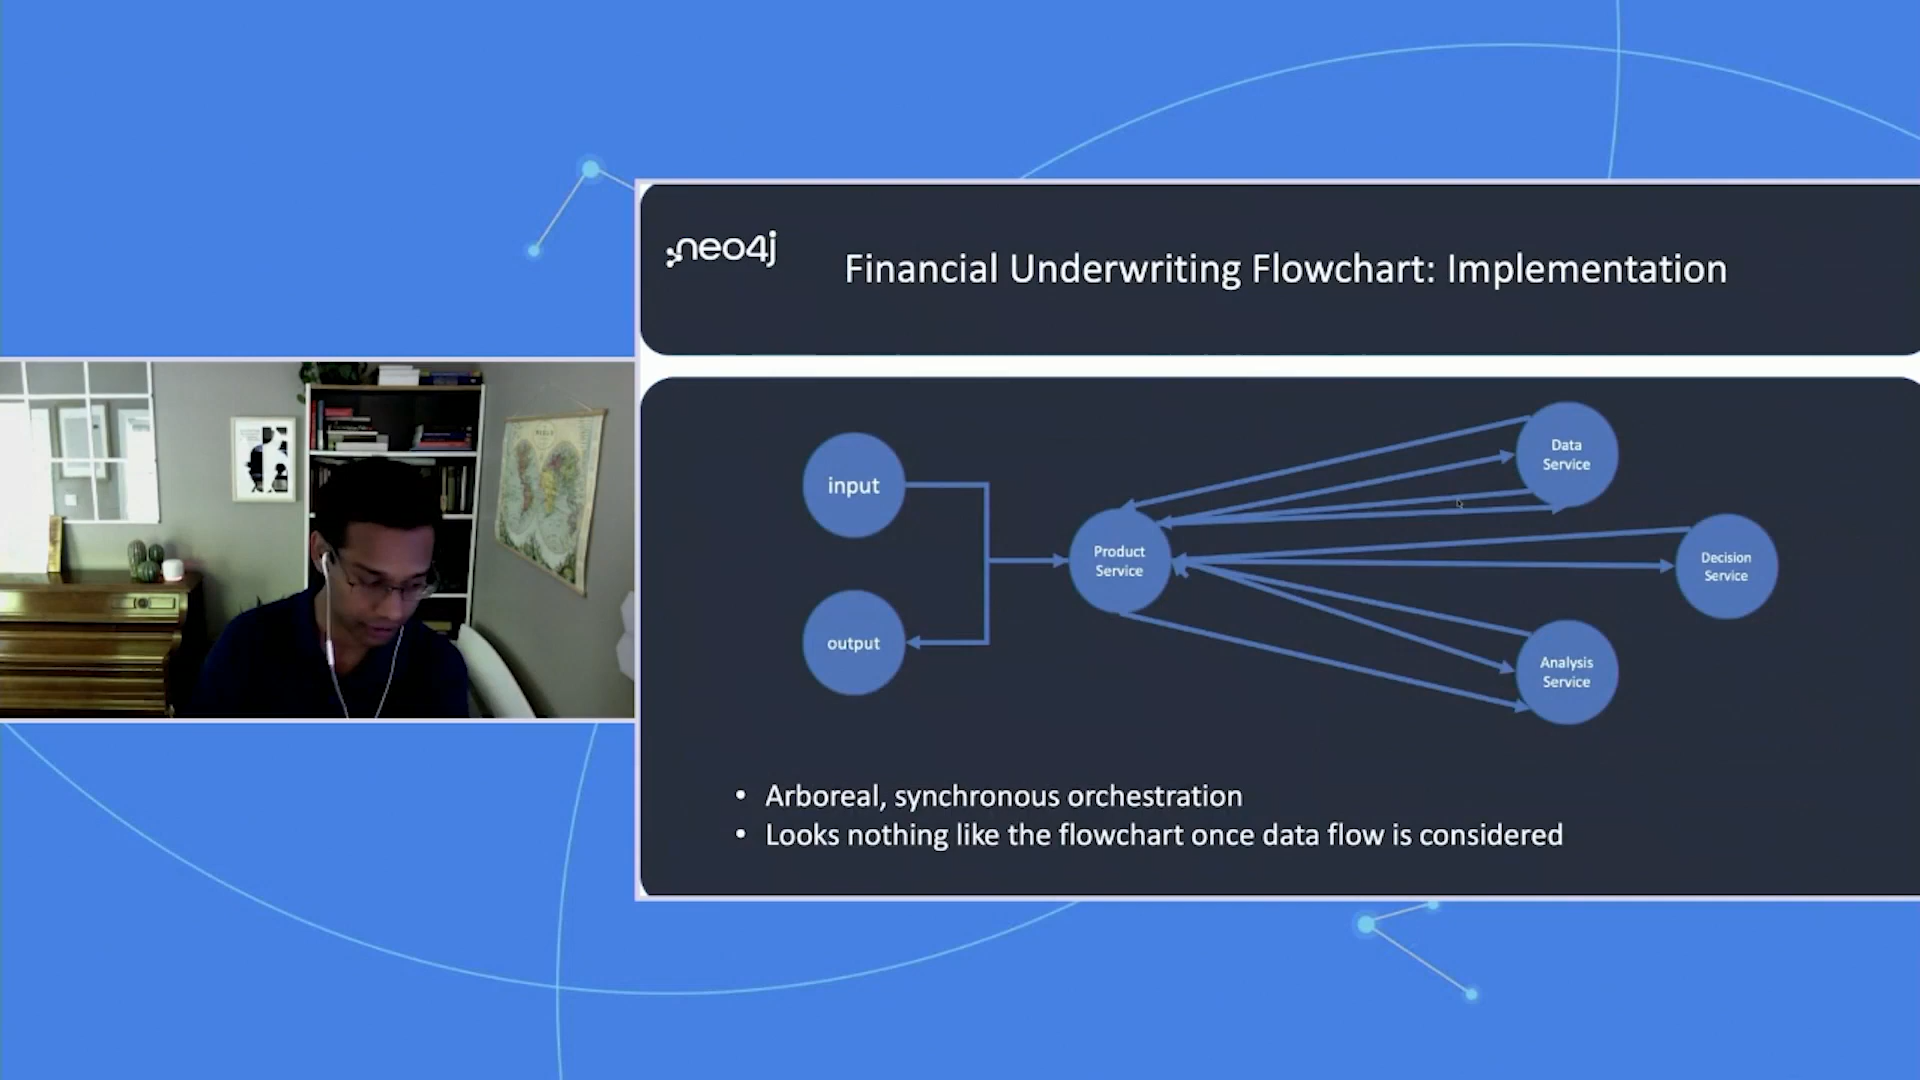 neo4j
Financial Underwriting Flowchart: Implementation
input
output
Product
Service
Data
Service
Decision
Service
Analysis
Service
• Arboreal, synchronous orchestration
• Looks nothing like the flowchart once data flow is considered